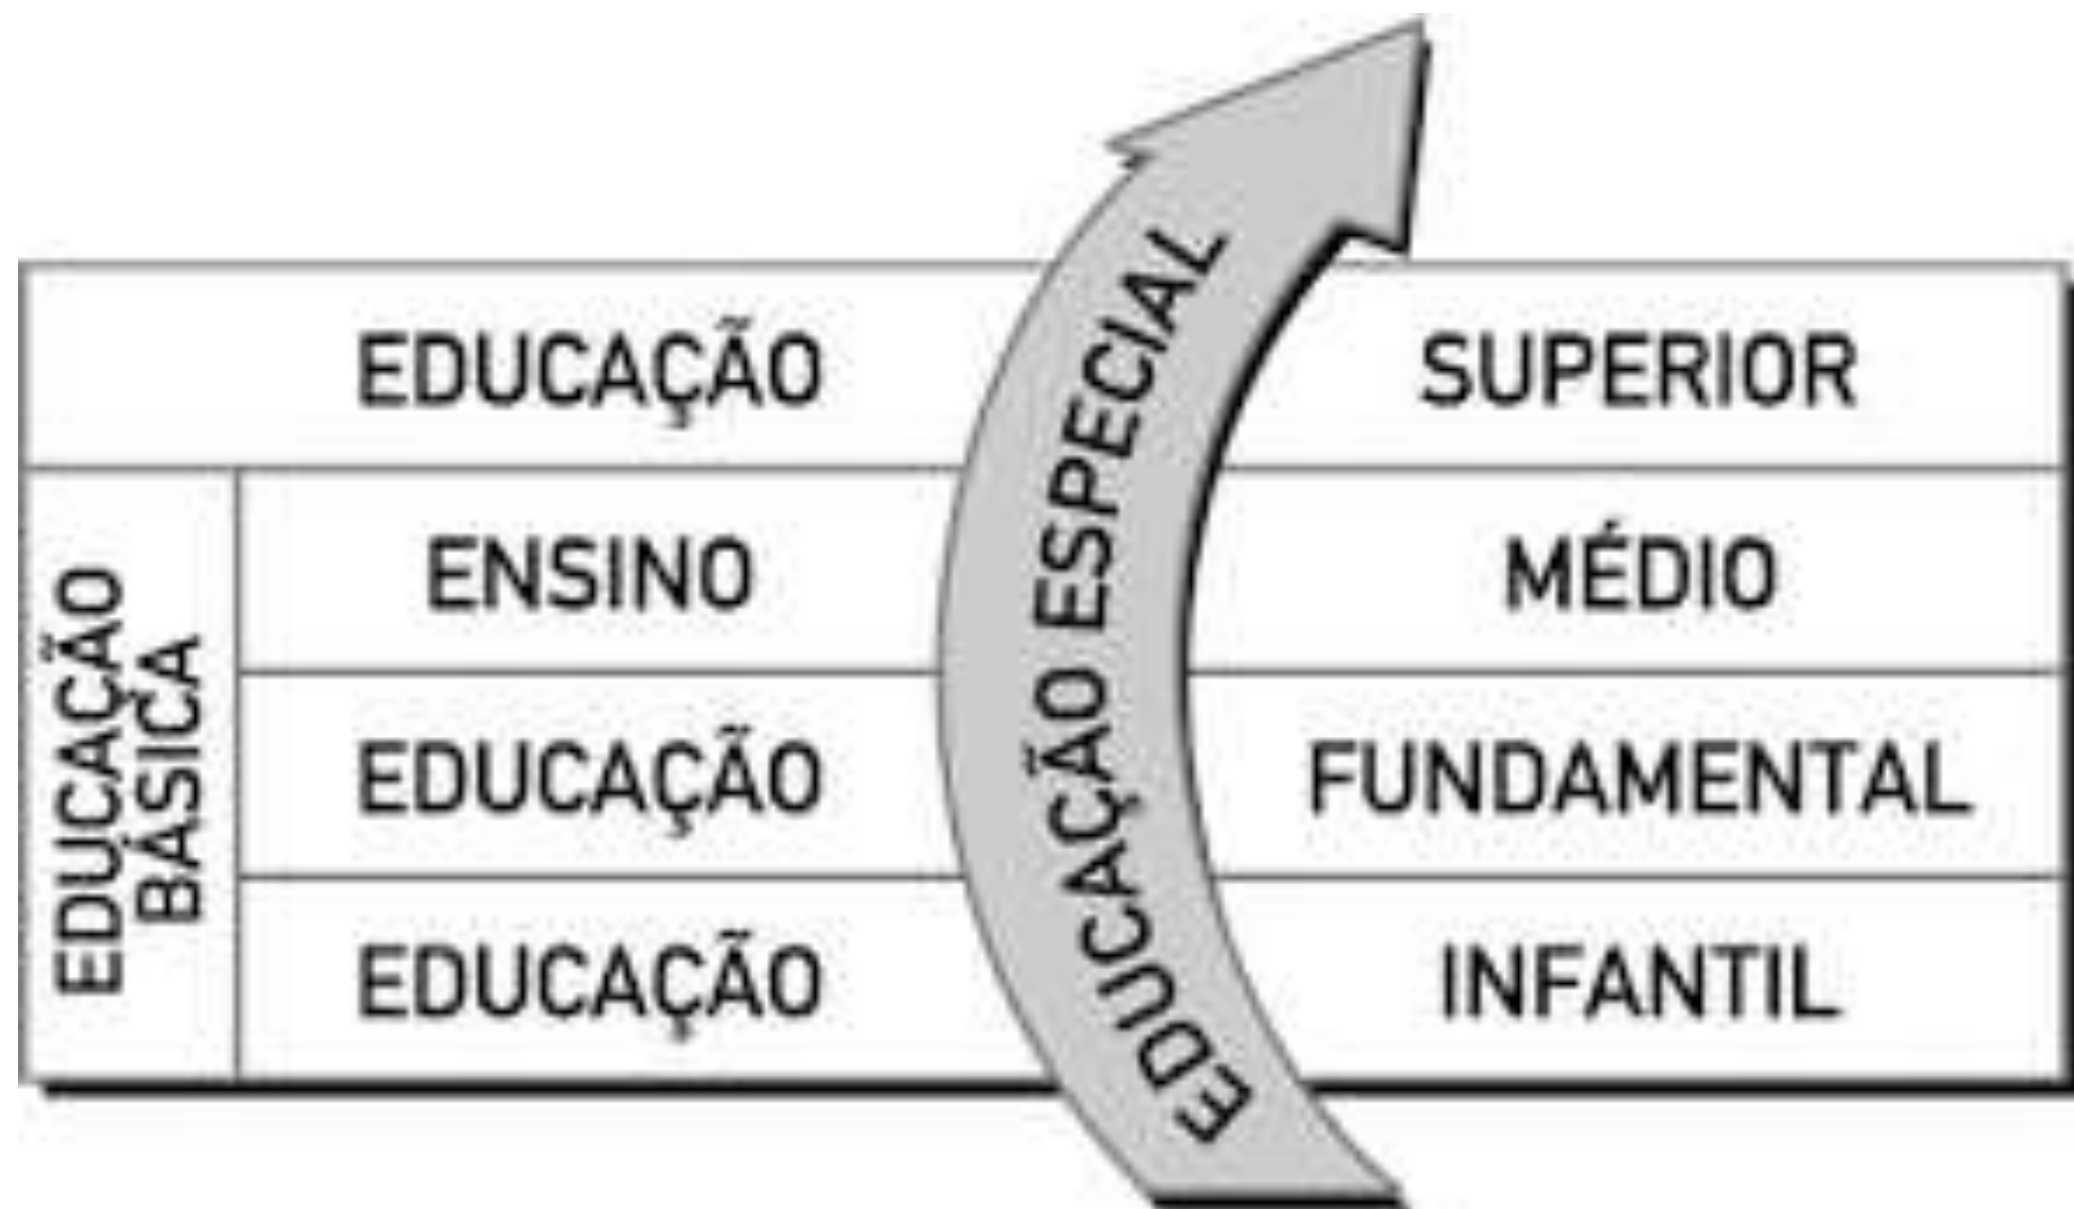 EDUCAÇÃO SUPERIOR
EDUCAÇÃO
BÁSICA
ENSINO MÉDIO
EDUCAÇÃO FUNDAMENTAL
EDUCAÇÃO INFANTIL
EDUCAÇÃO ESPECIAL